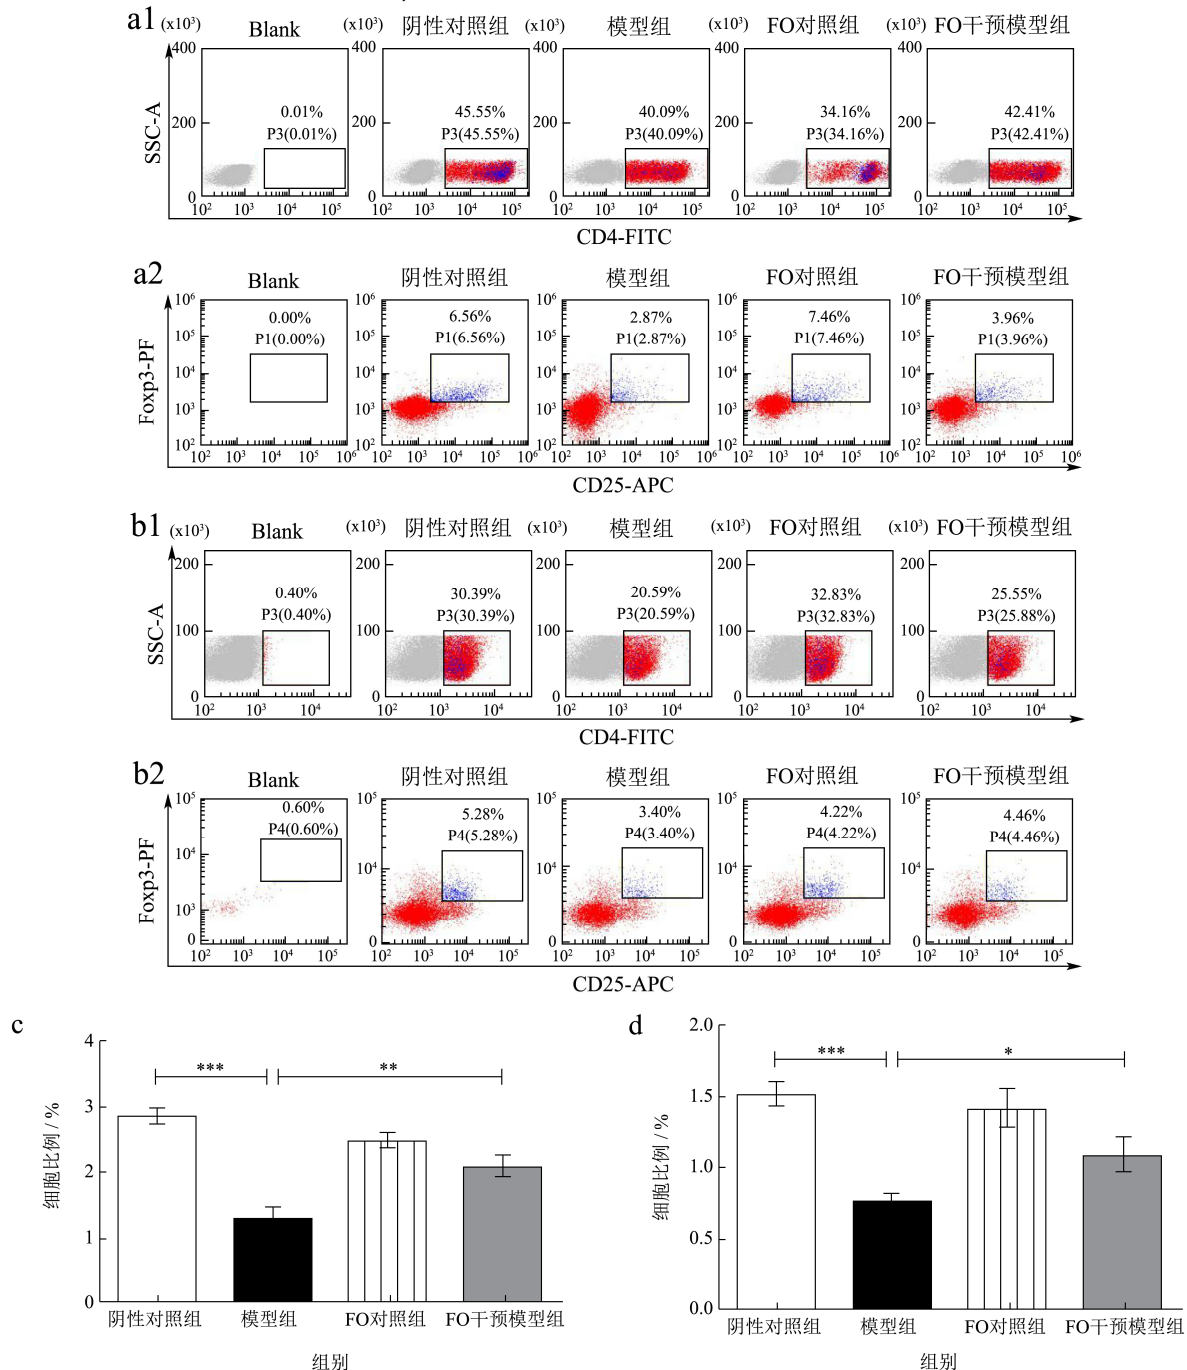 a1 (x10³) Blank (x10³) 阴性对照组 (x10³) 模型组 (x10³) FO对照组 (x10³) FO干预模型组
400 400 400 400 400
0.01% 45.55% 40.09% 34.16% 42.41%
200 P3(0.01%) 200 P3(45.55%) 200 P3(40.09%) 200 P3(34.16%) 200 P3(42.41%)
SSC-A
0 0 0 0 0
10² 10³ 10⁴ 10⁵ 10² 10³ 10⁴ 10⁵ 10² 10³ 10⁴ 10⁵ 10² 10³ 10⁴ 10⁵ 10² 10³ 10⁴ 10⁵
CD4-FITC
a2 Blank 阴性对照组 模型组 FO对照组 FO干预模型组
10⁶ 10⁶ 10⁶ 10⁶ 10⁶
0.00% 6.56% 2.87% 7.46% 3.96%
10⁵ P1(0.00%) 10⁵ P1(6.56%) 10⁵ P1(2.87%) 10⁵ P1(7.46%) 10⁵ P1(3.96%)
10⁴ 10⁴ 10⁴ 10⁴ 10⁴
Foxp3-PF
10³ 10³ 10³ 10³ 10³
10² 10² 10² 10² 10²
10² 10³ 10⁴ 10⁵ 10⁶ 10² 10³ 10⁴ 10⁵ 10⁶ 10² 10³ 10⁴ 10⁵ 10⁶ 10² 10³ 10⁴ 10⁵ 10⁶ 10² 10³ 10⁴ 10⁵ 10⁶
CD25-APC
b1 (x10³) Blank (x10³) 阴性对照组 (x10³) 模型组 (x10³) FO对照组 (x10³) FO干预模型组
200 200 200 200 200
0.40% 30.39% 20.59% 32.83% 25.55%
P3(0.40%) P3(30.39%) P3(20.59%) P3(32.83%) P3(25.88%)
100 100 100 100 100
SSC-A
0 0 0 0 0
10² 10³ 10⁴ 10² 10³ 10⁴ 10² 10³ 10⁴ 10² 10³ 10⁴ 10² 10³ 10⁴
CD4-FITC
b2 Blank 阴性对照组 模型组 FO对照组 FO干预模型组
10⁵ 10⁵ 10⁵ 10⁵ 10⁵
0.60% 5.28% 3.40% 4.22% 4.46%
P4(0.60%) P4(5.28%) P4(3.40%) P4(4.22%) P4(4.46%)
10⁴ 10⁴ 10⁴ 10⁴ 10⁴
Foxp3-PF
10³
0 0 0 0 0
10² 10³ 10⁴ 10⁵ 10² 10³ 10⁴ 10⁵ 10² 10³ 10⁴ 10⁵ 10² 10³ 10⁴ 10⁵ 10² 10³ 10⁴ 10⁵
CD25-APC
c
4
*** **
3
细胞比例 / %
2
1
0
阴性对照组 模型组 FO对照组 FO干预模型组
组别
d
2.0
*** *
1.5
细胞比例 / %
1.0
0.5
0.0
阴性对照组 模型组 FO对照组 FO干预模型组
组别